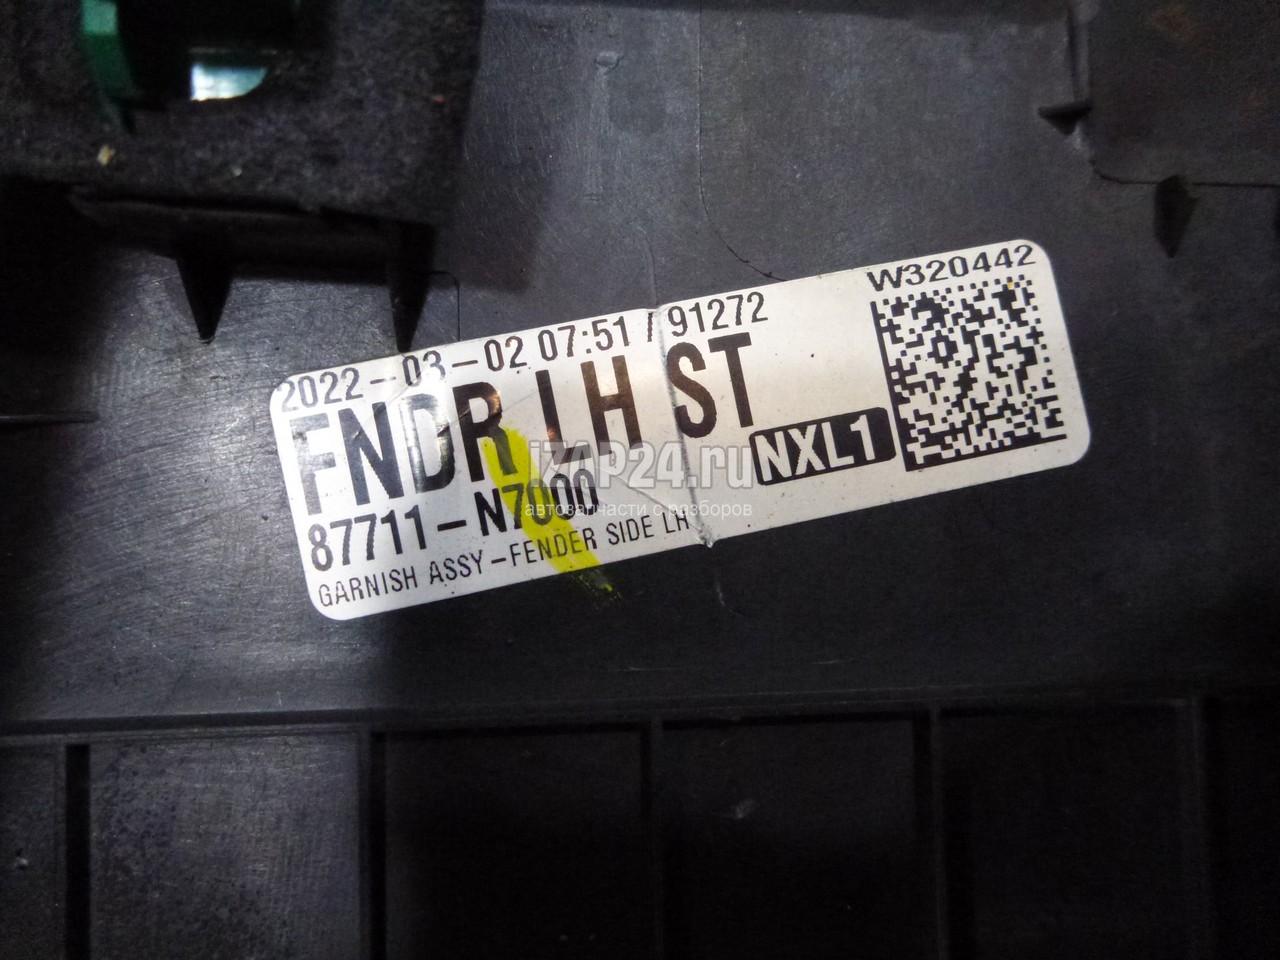 W320442
2022-03-02 07:51 / 91272
FNDR LH ST
NXL1
87711-N7000
GARNISH ASSY-FENDER SIDE LH
iZAP24.ru
автозапчасти с разборов